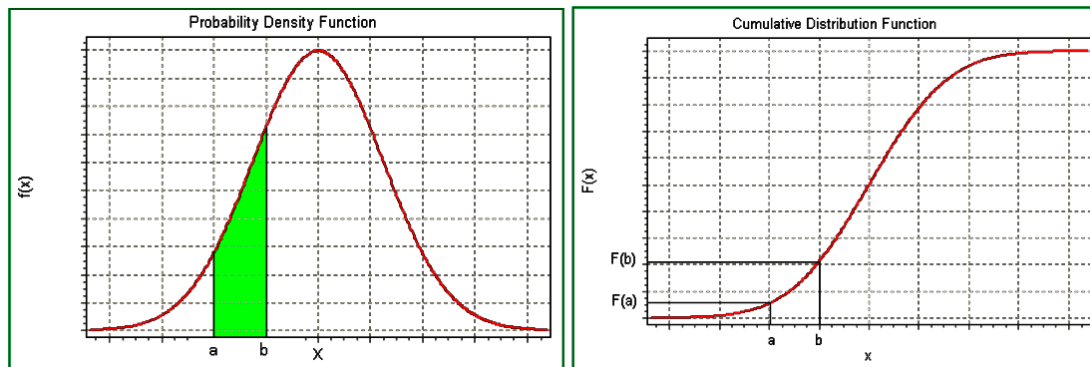 Probability Density Function
f(x)
a
b
X
Cumulative Distribution Function
F(x)
F(b)
F(a)
a
b
x